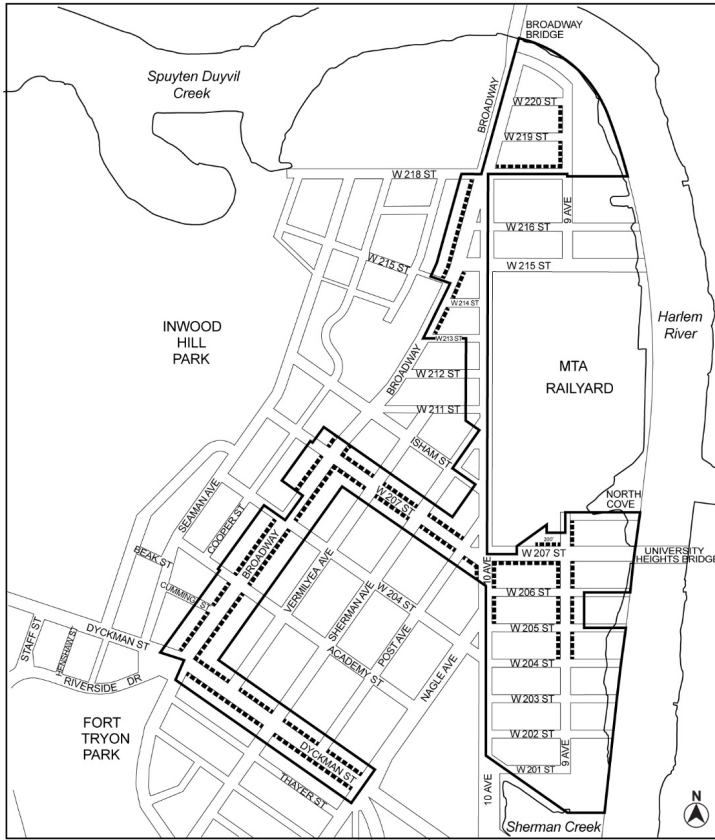 BROADWAY
BRIDGE
Spuyten Duyvil
Creek
BROADWAY
W 220 ST
W 219 ST
W 218 ST
9 AVE
W 216 ST
W 215 ST
W 215 ST
W 214 ST
W 213 ST
INWOOD
HILL
PARK
Harlem
River
MTA
RAILYARD
BROADWAY
W 212 ST
W 211 ST
ISHAM ST
SEAMAN AVE
COOPER ST
W 207 ST
NORTH
COVE
200'
W 207 ST
UNIVERSITY
HEIGHTS BRIDGE
BEAK ST
BROADWAY
10 AVE
CUMMING ST
VERMILYEA AVE
W 204 ST
W 206 ST
SHERMAN AVE
W 205 ST
STAFF ST
HENSHAW ST
DYCKMAN ST
POST AVE
ACADEMY ST
NAGLE AVE
W 204 ST
RIVERSIDE DR
W 203 ST
FORT
TRYON
PARK
W 202 ST
9 AVE
DYCKMAN ST
W 201 ST
THAYER ST
10 AVE
N
Sherman Creek